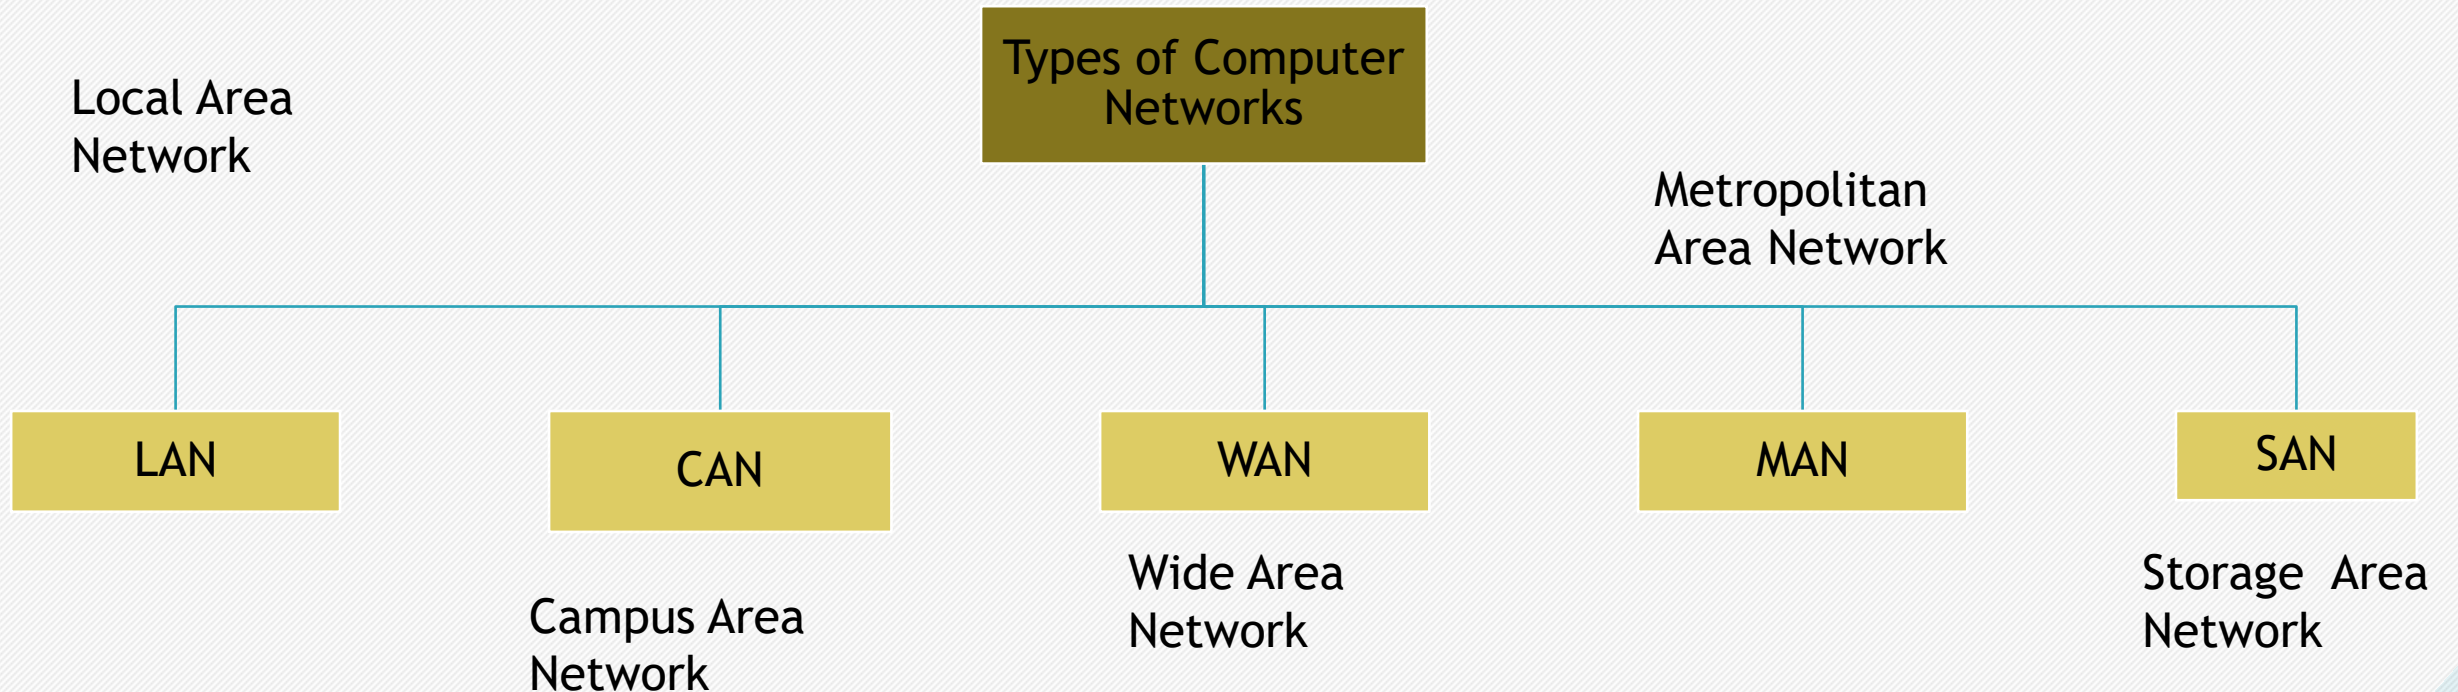 Types of Computer
Networks
Local Area
Network
Metropolitan
Area Network
LAN
CAN
WAN
MAN
SAN
Campus Area
Network
Wide Area
Network
Storage  Area
Network